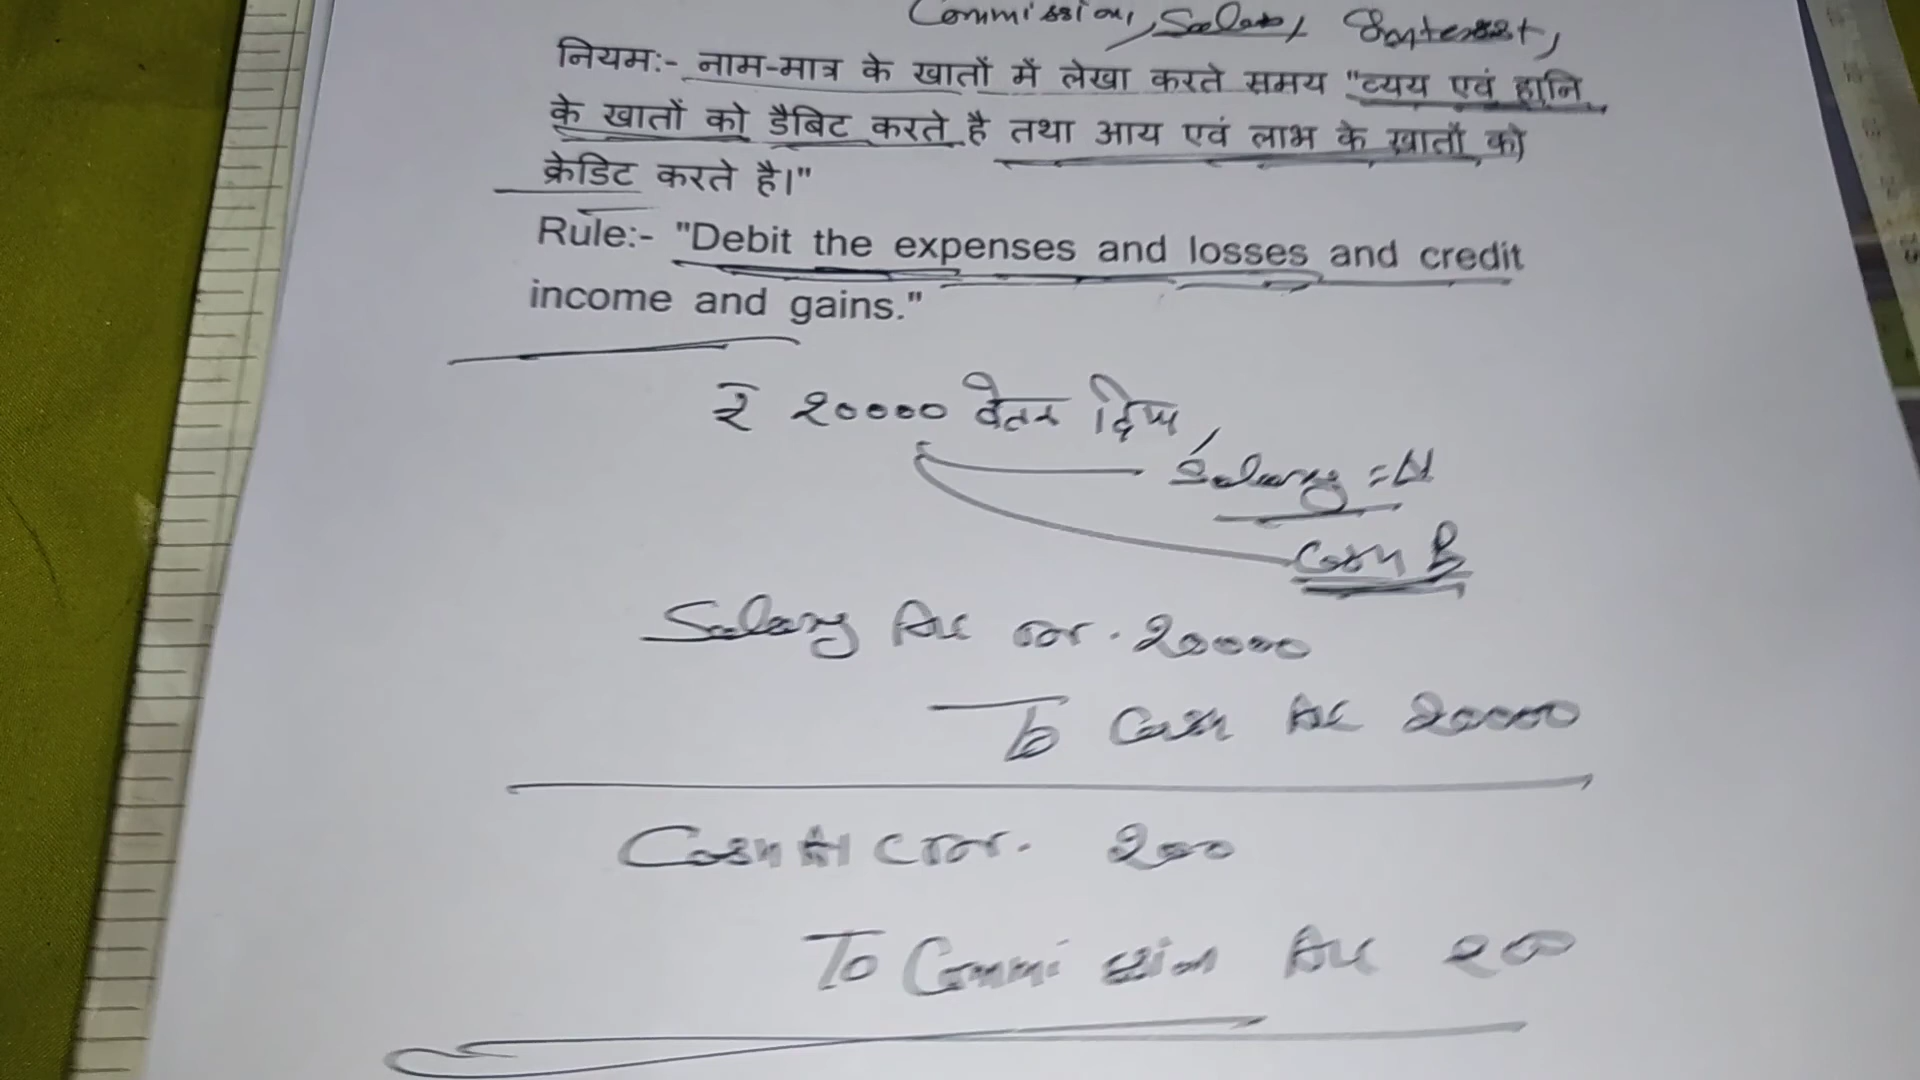 Commission, Salary, Interest,
नियम:- नाम-मात्र के खातों में लेखा करते समय "व्यय एवं हानि
के खातों को डैबिट करते है तथा आय एवं लाभ के खातों को
क्रेडिट करते है।"
Rule:- "Debit the expenses and losses and credit
income and gains."
₹ 20000 वेतन दिया,
Salary = N
Cash R
Salary A/c Dr. 20000
To Cash A/c 20000
Cash A/c Dr. 200
To Commission A/c 200